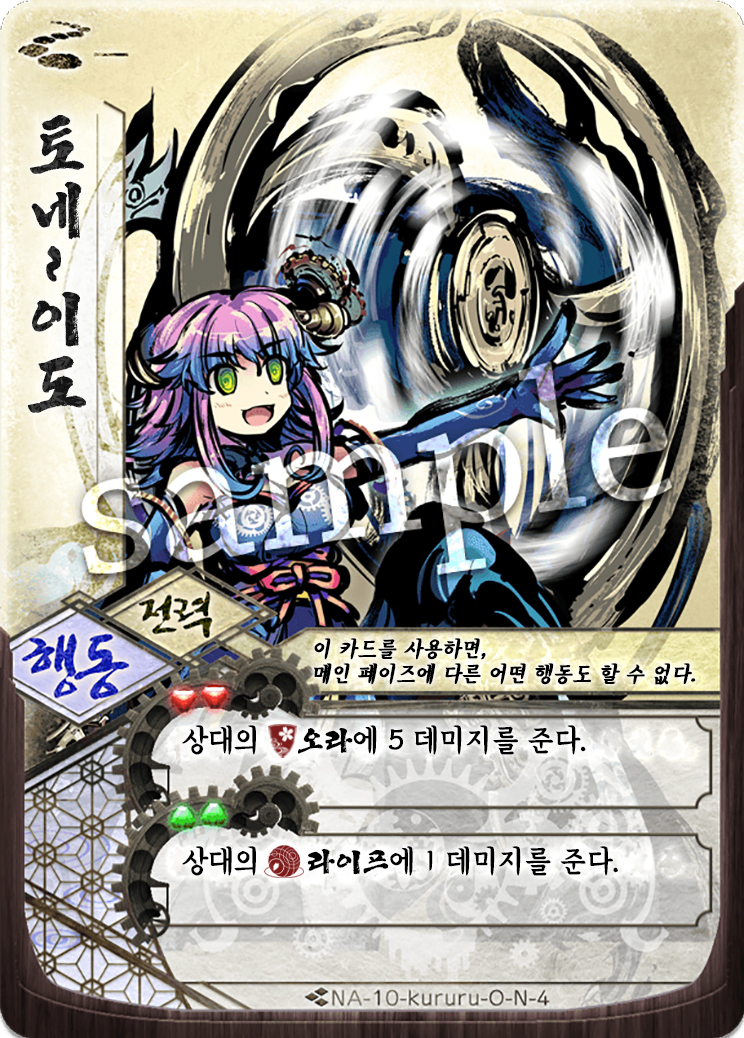 토네~이도
sample
전력
행동
이 카드를 사용하면,
메인 페이즈에 다른 어떤 행동도 할 수 없다.
상대의 오라에 5 데미지를 준다.
상대의 라이프에 1 데미지를 준다.
NA-10-kururu-O-N-4